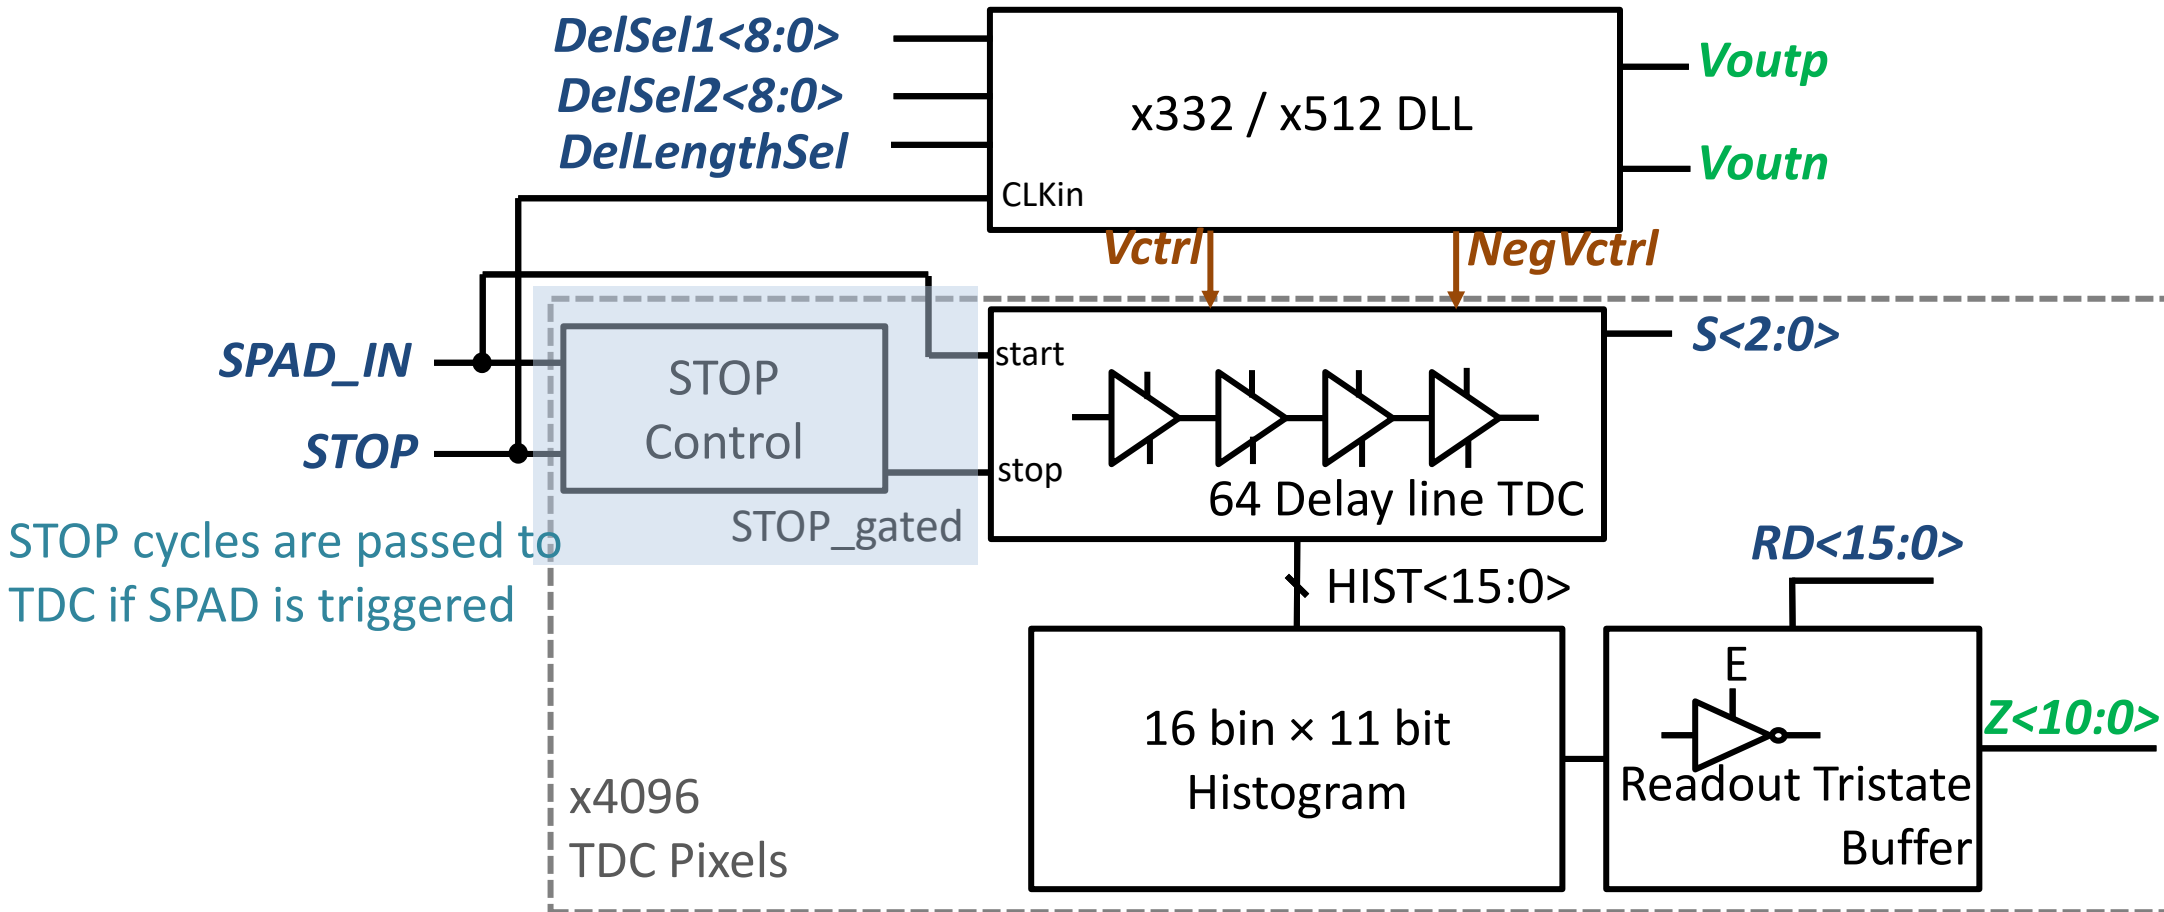 DelSel1<8:0>
DelSel2<8:0>
DelLengthSel
CLKin
x332 / x512 DLL
Voutp
Voutn
Vctrl
NegVctrl
SPAD_IN
STOP
STOP
Control
STOP_gated
start
stop
64 Delay line TDC
S<2:0>
STOP cycles are passed to
TDC if SPAD is triggered
HIST<15:0>
RD<15:0>
16 bin × 11 bit
Histogram
E
Readout Tristate
Buffer
Z<10:0>
x4096
TDC Pixels